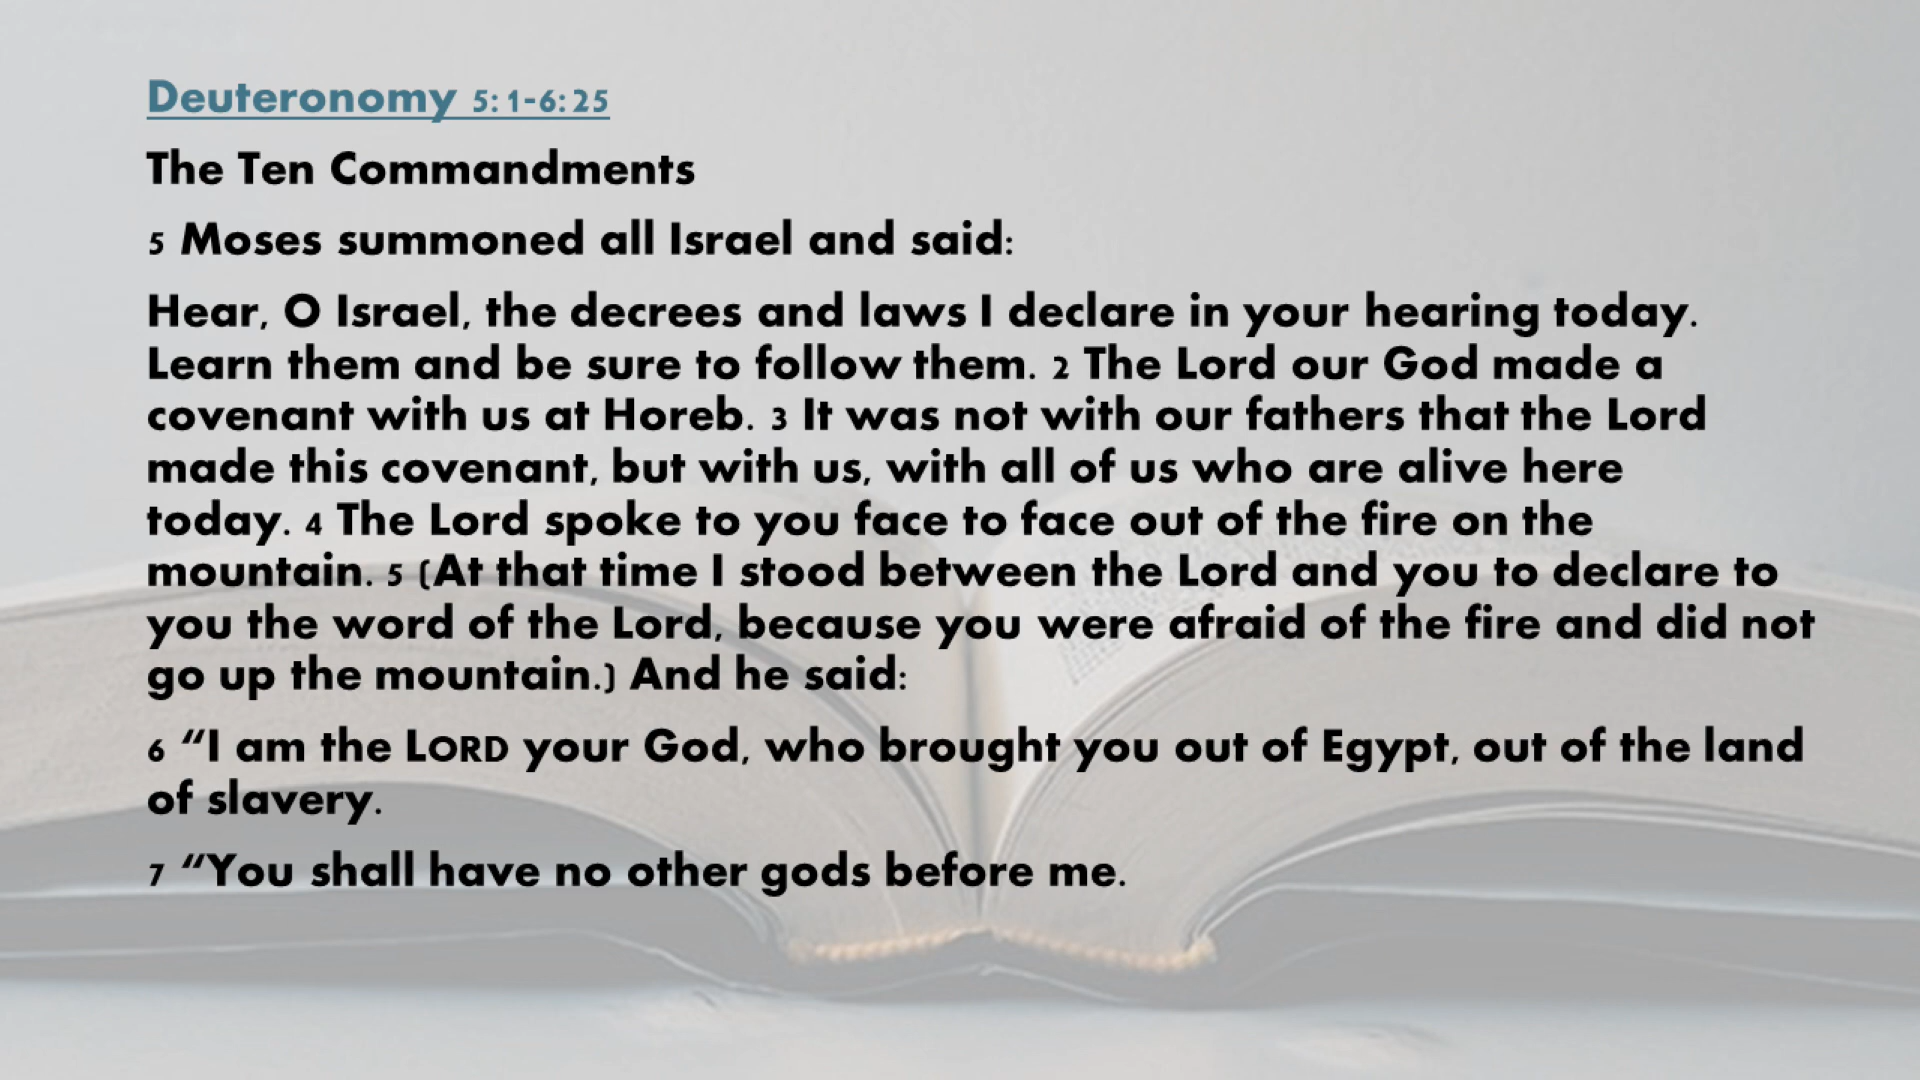 Deuteronomy 5:1-6:25
The Ten Commandments
5 Moses summoned all Israel and said:
Hear, O Israel, the decrees and laws I declare in your hearing today.
Learn them and be sure to follow them. 2 The Lord our God made a
covenant with us at Horeb. 3 It was not with our fathers that the Lord
made this covenant, but with us, with all of us who are alive here
today. 4 The Lord spoke to you face to face out of the fire on the
mountain. 5 (At that time I stood between the Lord and you to declare to
you the word of the Lord, because you were afraid of the fire and did not
go up the mountain.) And he said:
6 “I am the LORD your God, who brought you out of Egypt, out of the land
of slavery.
7 “You shall have no other gods before me.